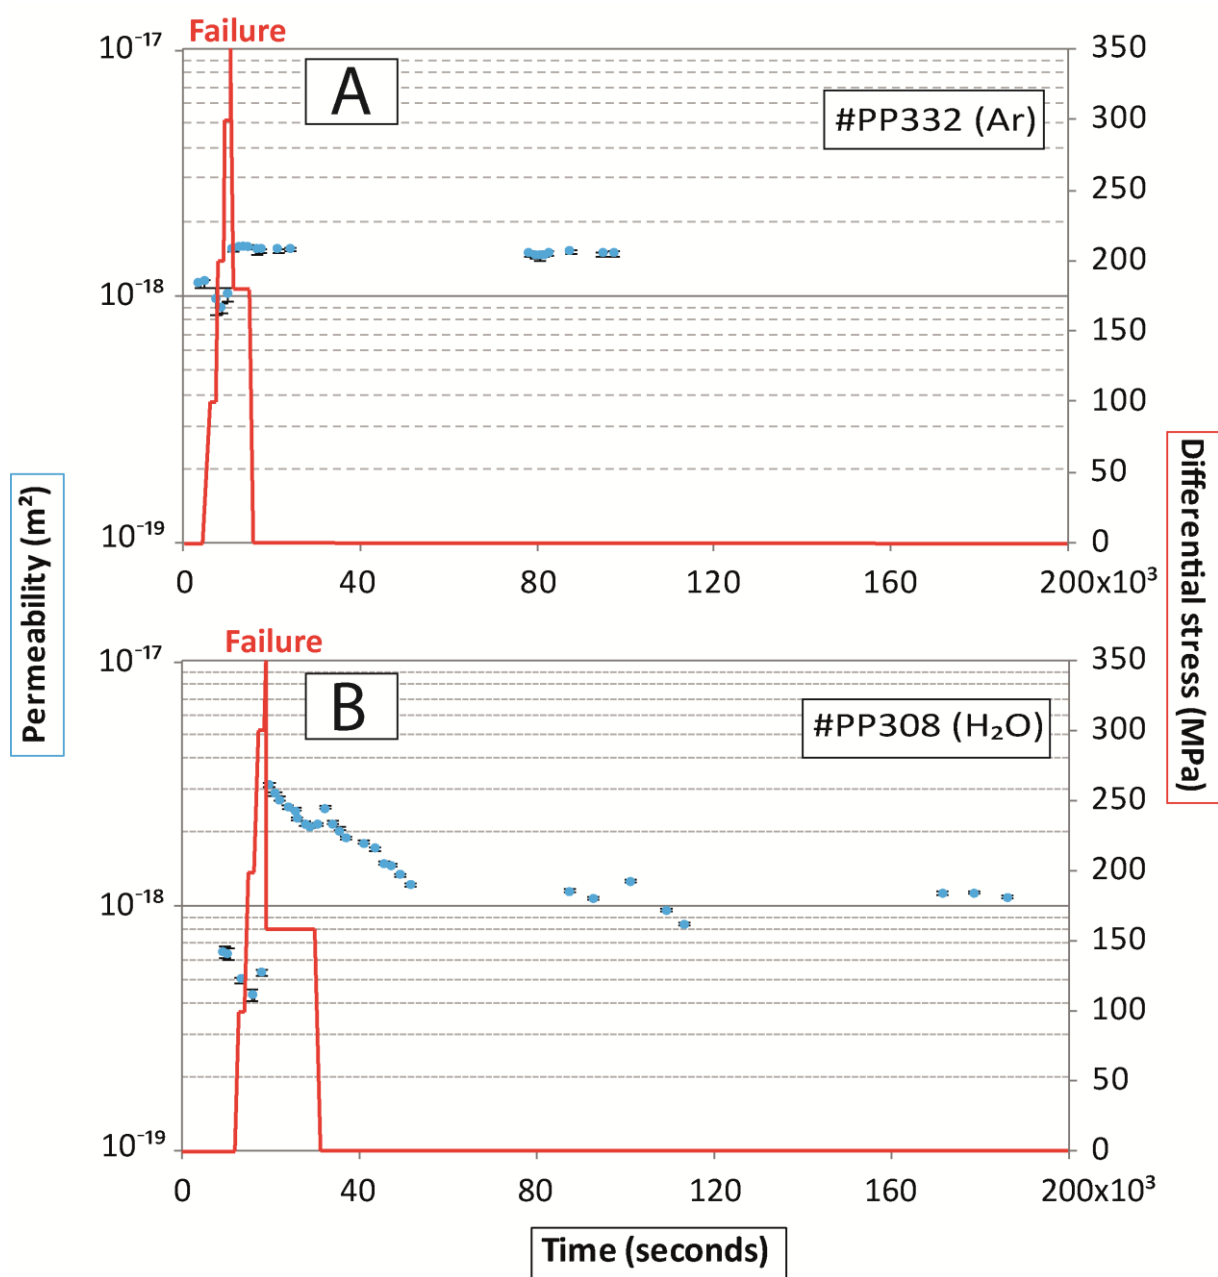 Failure
10⁻¹⁷
A
#PP332 (Ar)
10⁻¹⁸
10⁻¹⁹
350
300
250
200
150
100
50
0
0 40 80 120 160 200x10³
Permeability (m²)
Differential stress (MPa)
Failure
10⁻¹⁷
B
#PP308 (H₂O)
10⁻¹⁸
10⁻¹⁹
350
300
250
200
150
100
50
0
0 40 80 120 160 200x10³
Time (seconds)